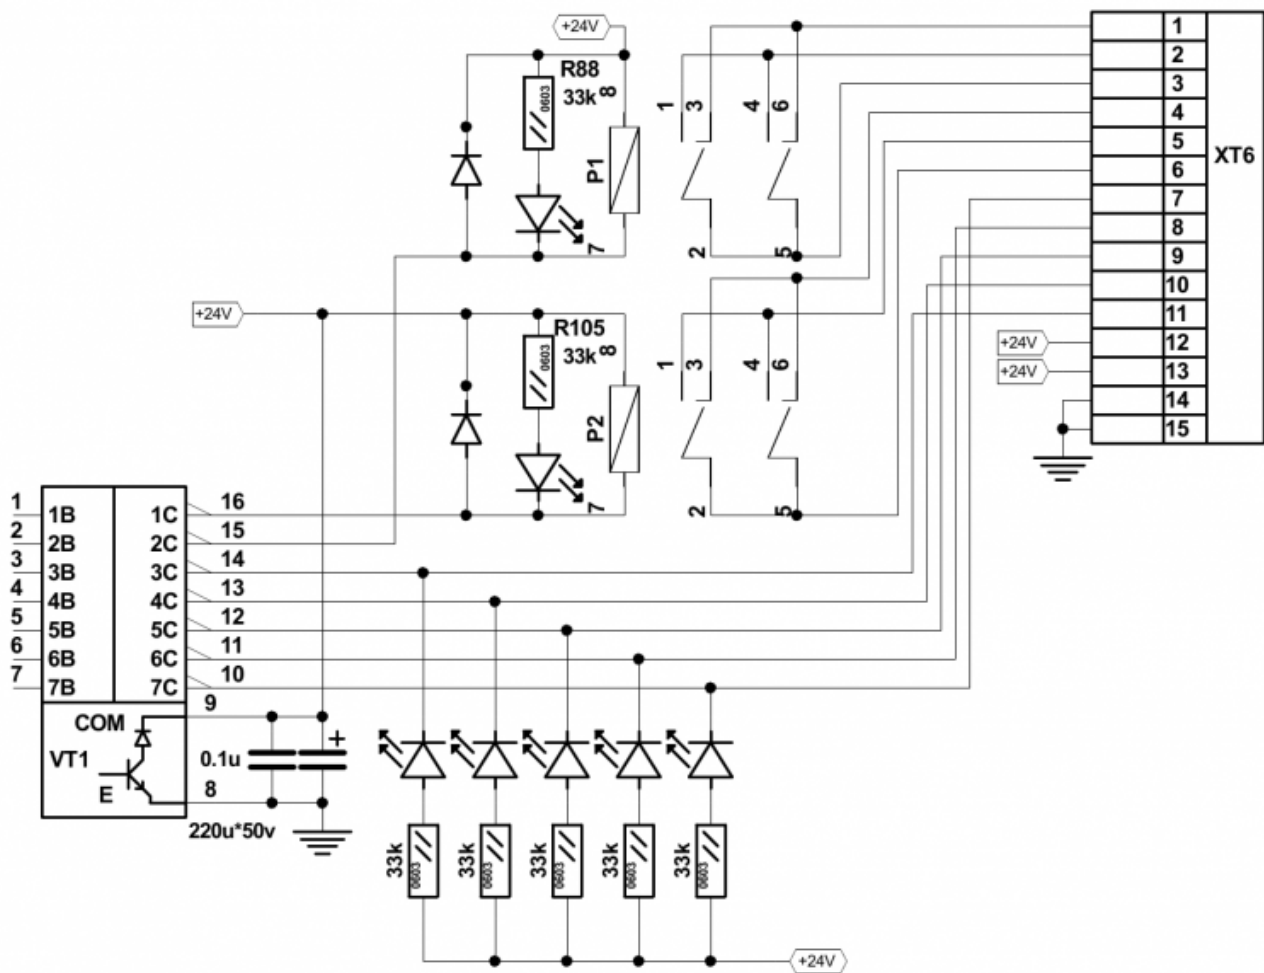 +24V
R88
33k
0603
8
P1
7
1
3
4
6
2
5
+24V
R105
33k
0603
8
P2
7
1
3
4
6
2
5
XT6
1
2
3
4
5
6
7
8
9
10
11
12
13
14
15
+24V
+24V
1 1B 1C 16
2 2B 2C 15
3 3B 3C 14
4 4B 4C 13
5 5B 5C 12
6 6B 6C 11
7 7B 7C 10
9
COM
VT1
E
8
0.1u
+
220u*50v
33k 0603
33k 0603
33k 0603
33k 0603
33k 0603
+24V